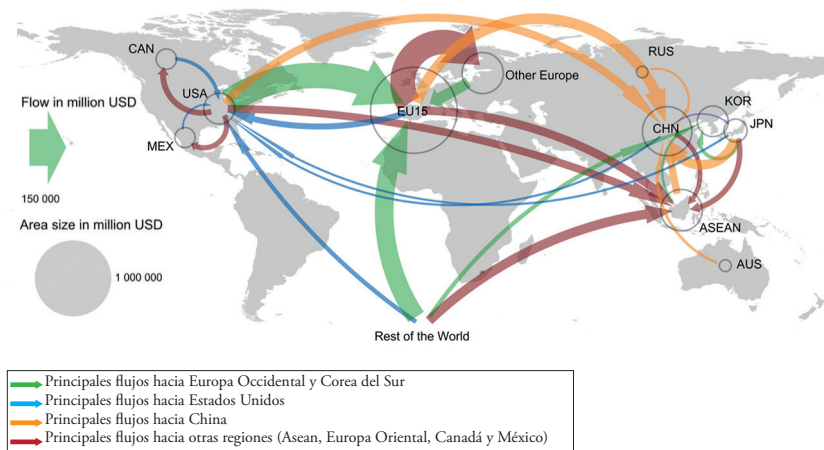 CAN
RUS
Other Europe
USA
Flow in million USD
KOR
EU15
CHN
JPN
MEX
150 000
Area size in million USD
ASEAN
1 000 000
AUS
Rest of the World
Principales flujos hacia Europa Occidental y Corea del Sur
Principales flujos hacia Estados Unidos
Principales flujos hacia China
Principales flujos hacia otras regiones (Asean, Europa Oriental, Canadá y México)